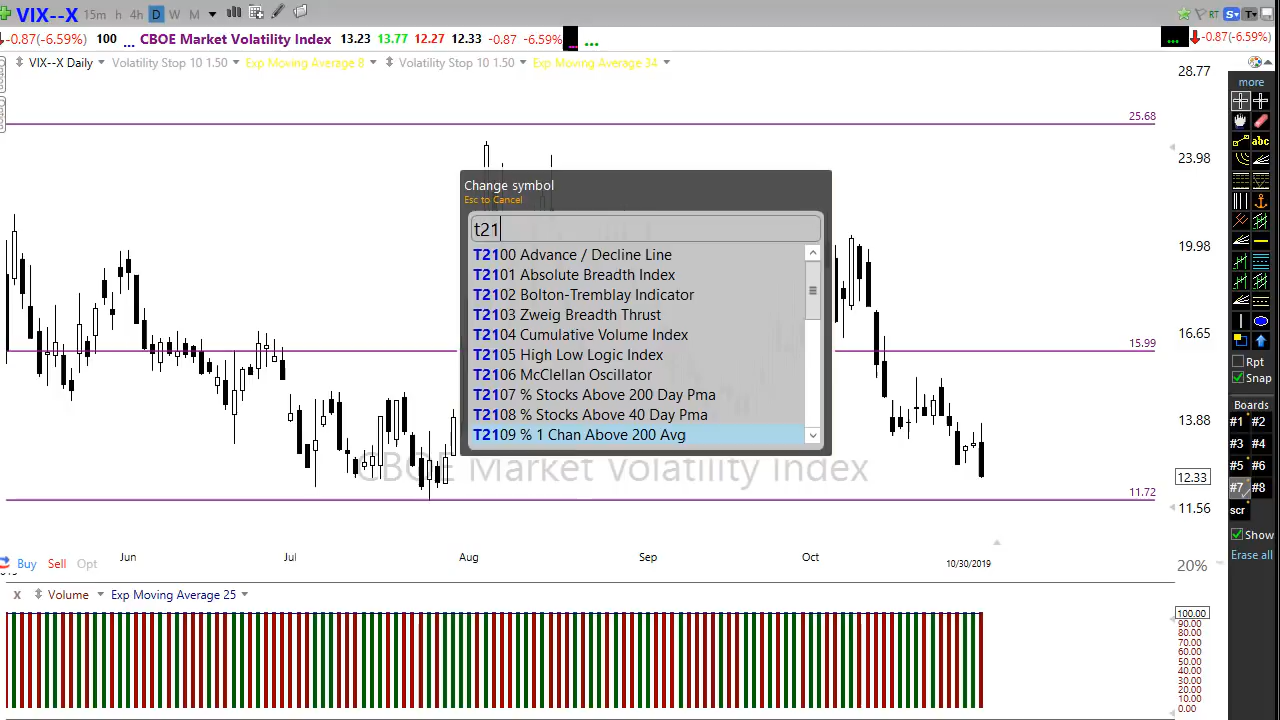 VIX--X 15m h 4h D W M RT S T
-0.87(-6.59%) 100 ... CBOE Market Volatility Index 13.23 13.77 12.27 12.33 -0.87 -6.59% ... ... ... -0.87(-6.59%)
VIX--X Daily Volatility Stop 10 1.50 Exp Moving Average 8 Volatility Stop 10 1.50 Exp Moving Average 34
28.77
more
25.68
abc
23.98
Change symbol
Esc to Cancel
t21
T2100 Advance / Decline Line
T2101 Absolute Breadth Index
T2102 Bolton-Tremblay Indicator
T2103 Zweig Breadth Thrust
T2104 Cumulative Volume Index
T2105 High Low Logic Index
T2106 McClellan Oscillator
T2107 % Stocks Above 200 Day Pma
T2108 % Stocks Above 40 Day Pma
T2109 % 1 Chan Above 200 Avg
19.98
16.65
15.99
Rpt
Snap
Boards
#1 #2
#3 #4
#5 #6
#7 #8
scr
Show
Erase all
13.88
12.33
11.72
11.56
CBOE Market Volatility Index
Jun Jul Aug Sep Oct 10/30/2019
Buy Sell Opt
20%
x Volume Exp Moving Average 25
100.00
90.00
80.00
70.00
60.00
50.00
40.00
30.00
20.00
10.00
0.00